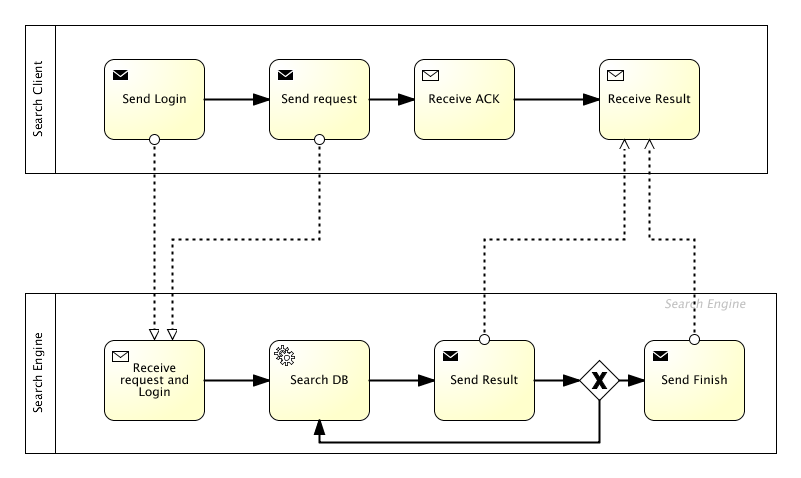 Search Client
Send Login
Send request
Receive ACK
Receive Result
Search Engine
Search Engine
Receive
request and
Login
Search DB
Send Result
X
Send Finish